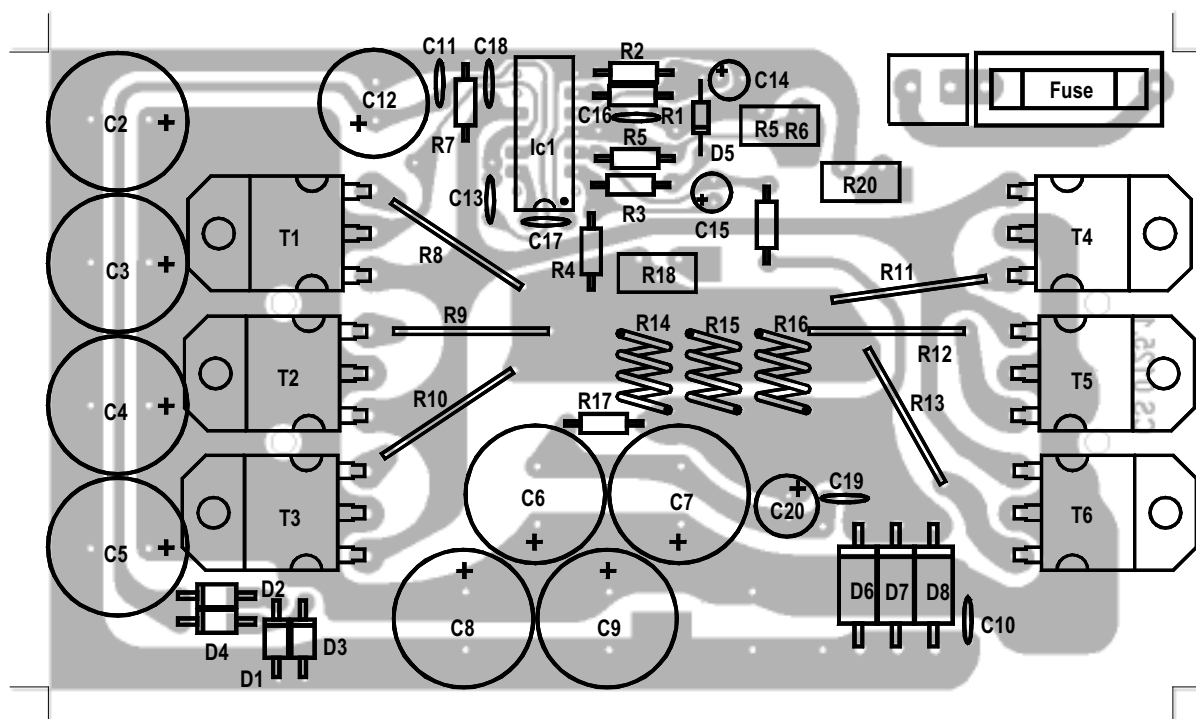 C11 C18 R2
C2 C12 C14 Fuse
C16 R1 R5 R6
R7 Ic1 R5 D5
R20
C13 R3
T1 C17 C15 T4
R8 R4
C3 R18 R11
R9 R14 R15 R16
R12
T2 T5
C4 R10 R17 R13
C6 C7 C19
T3 C20 T6
C5
D2 D6 D7 D8
C8 C9 C10
D4 D3
D1